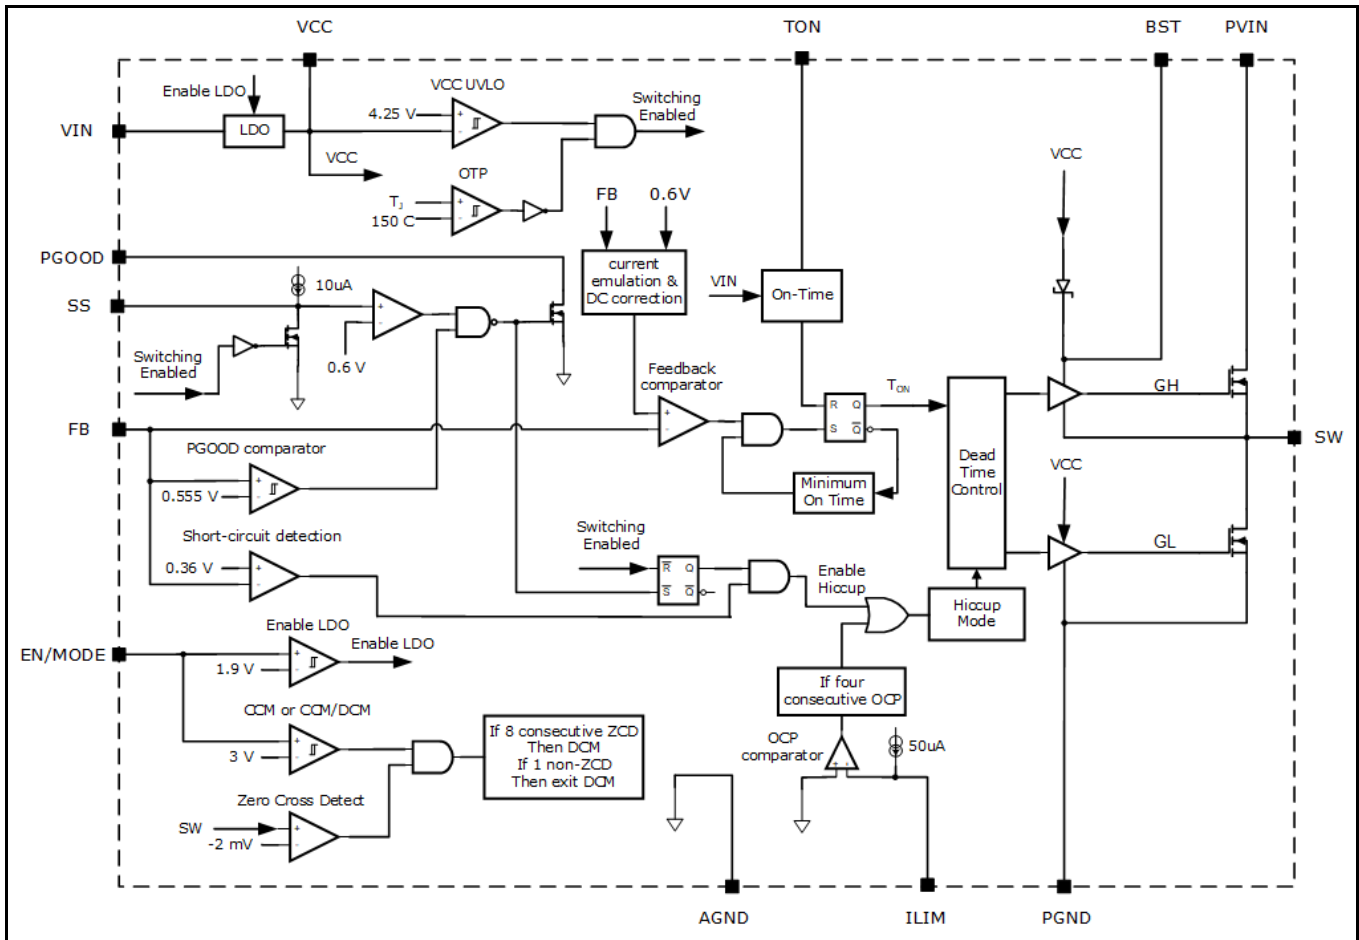 VCC
TON
BST
PVIN
Enable LDO
VCC UVLO
4.25 V
+
-
Switching
Enabled
VIN
LDO
VCC
OTP
TJ
150 C
+
-
FB
0.6V
VCC
PGOOD
current
emulation &
DC correction
VIN
On-Time
10uA
SS
+
-
0.6 V
Switching
Enabled
Feedback
comparator
TON
GH
R
Q
S
Q
+
-
FB
SW
PGOOD comparator
+
0.555 V
-
Minimum
On Time
Dead
Time
Control
VCC
Short-circuit detection
0.36 V
+
-
Switching
Enabled
R
Q
S
Q
Enable
Hiccup
GL
Hiccup
Mode
Enable LDO
Enable LDO
EN/MODE
+
1.9 V
-
If four
consecutive OCP
CCM or CCM/DCM
+
3 V
-
If 8 consecutive ZCD
Then DCM
If 1 non-ZCD
Then exit DCM
OCP
comparator
50uA
Zero Cross Detect
SW
+
-2 mV
-
AGND
ILIM
PGND